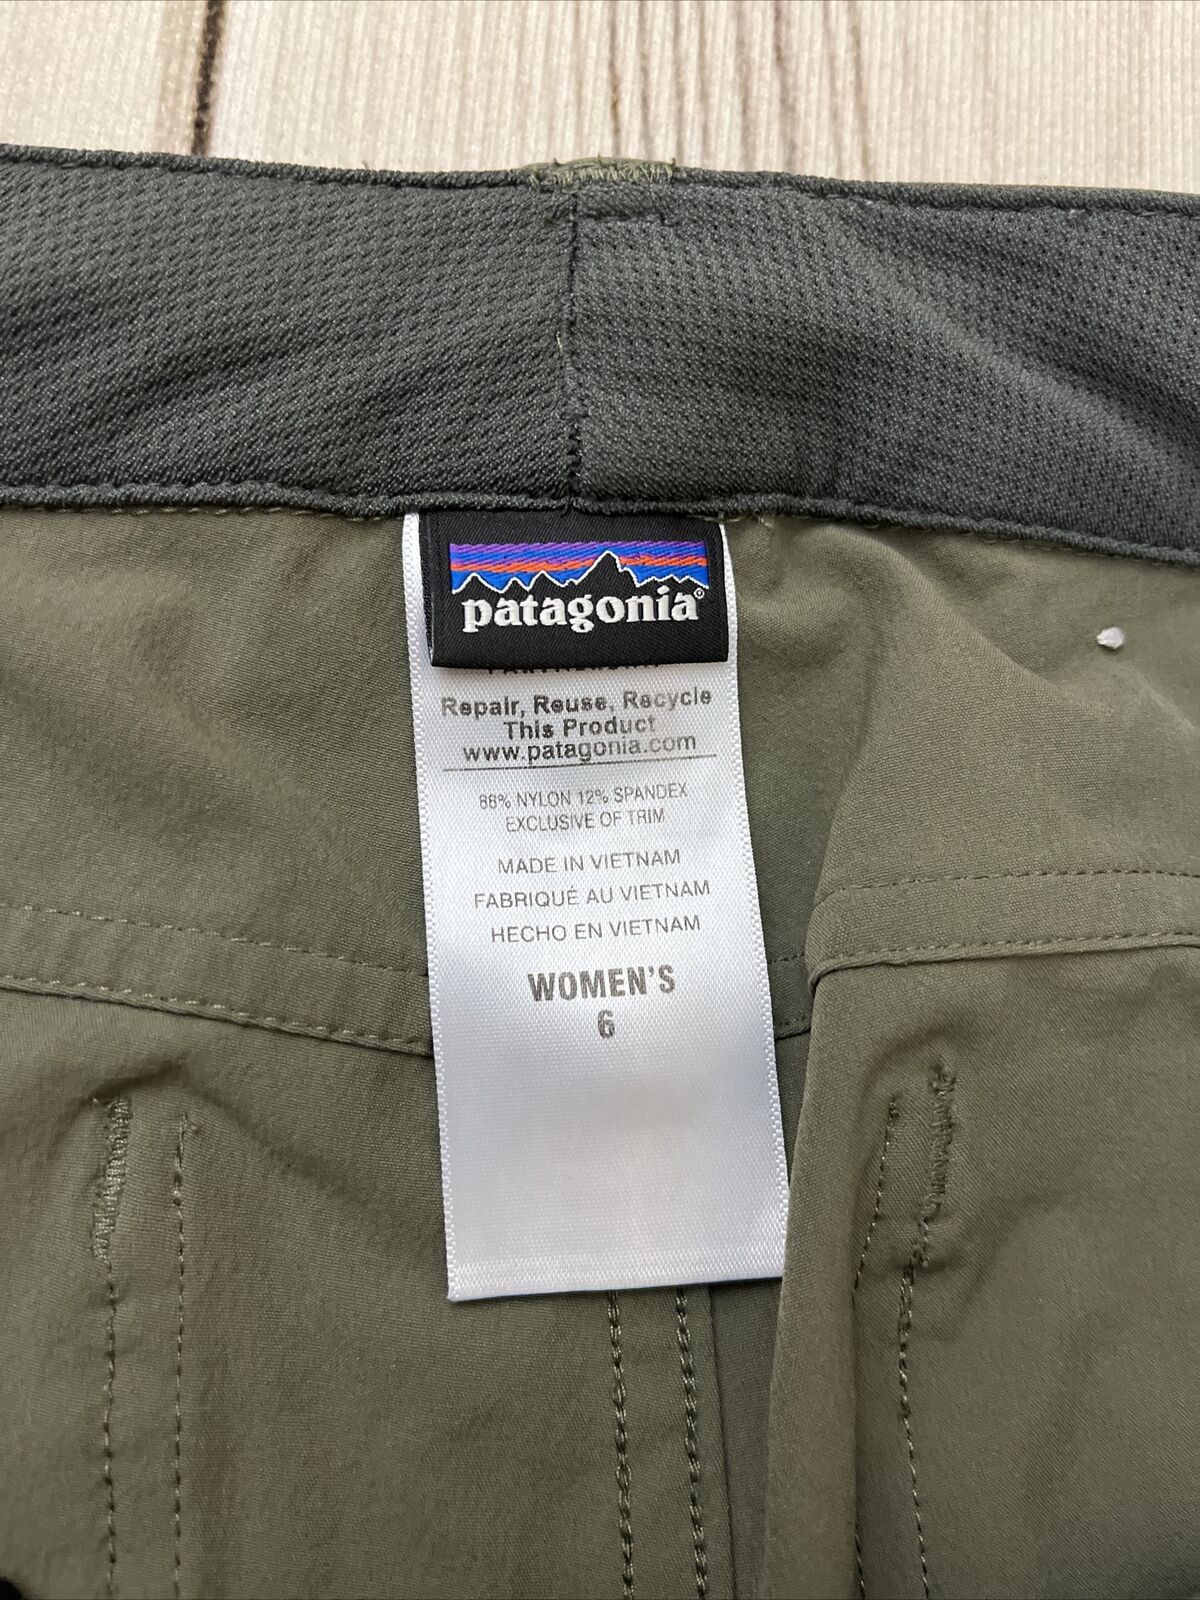 patagonia®
Repair, Reuse, Recycle
This Product
www.patagonia.com
88% NYLON 12% SPANDEX
EXCLUSIVE OF TRIM
MADE IN VIETNAM
FABRIQUÉ AU VIETNAM
HECHO EN VIETNAM
WOMEN'S
6